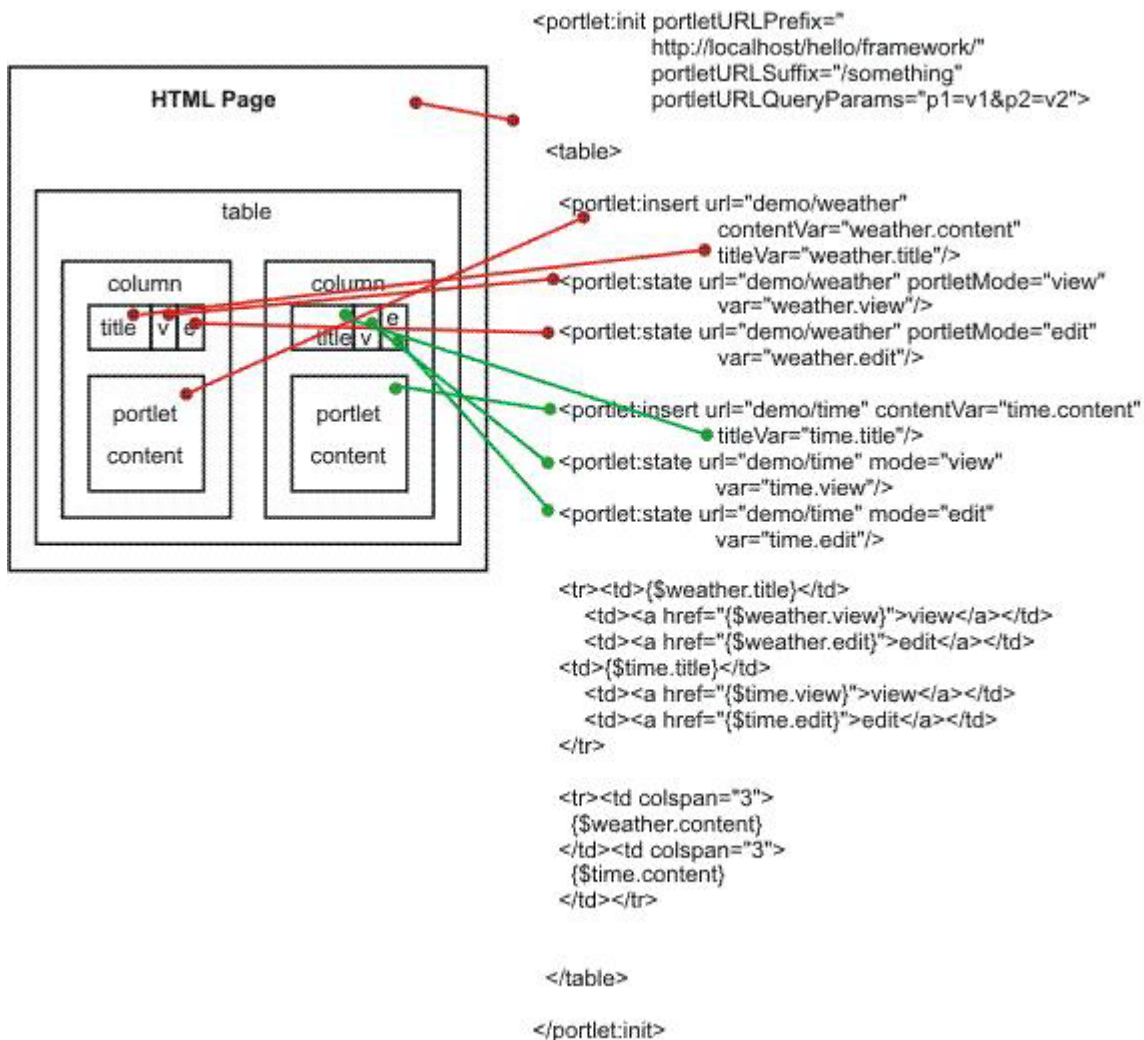 HTML Page
table
column
title v e
portlet
content
column
title v e
portlet
content
<portlet:init portletURLPrefix="
http://localhost/hello/framework/"
portletURLSuffix="/something"
portletURLQueryParams="p1=v1&p2=v2">
<table>
<portlet:insert url="demo/weather"
contentVar="weather.content"
titleVar="weather.title"/>
<portlet:state url="demo/weather" portletMode="view"
var="weather.view"/>
<portlet:state url="demo/weather" portletMode="edit"
var="weather.edit"/>
<portlet:insert url="demo/time" contentVar="time.content"
titleVar="time.title"/>
<portlet:state url="demo/time" mode="view"
var="time.view"/>
<portlet:state url="demo/time" mode="edit"
var="time.edit"/>
<tr><td>{$weather.title}</td>
<td><a href="{$weather.view}">view</a></td>
<td><a href="{$weather.edit}">edit</a></td>
<td>{$time.title}</td>
<td><a href="{$time.view}">view</a></td>
<td><a href="{$time.edit}">edit</a></td>
</tr>
<tr><td colspan="3">
{$weather.content}
</td><td colspan="3">
{$time.content}
</td></tr>
</table>
</portlet:init>